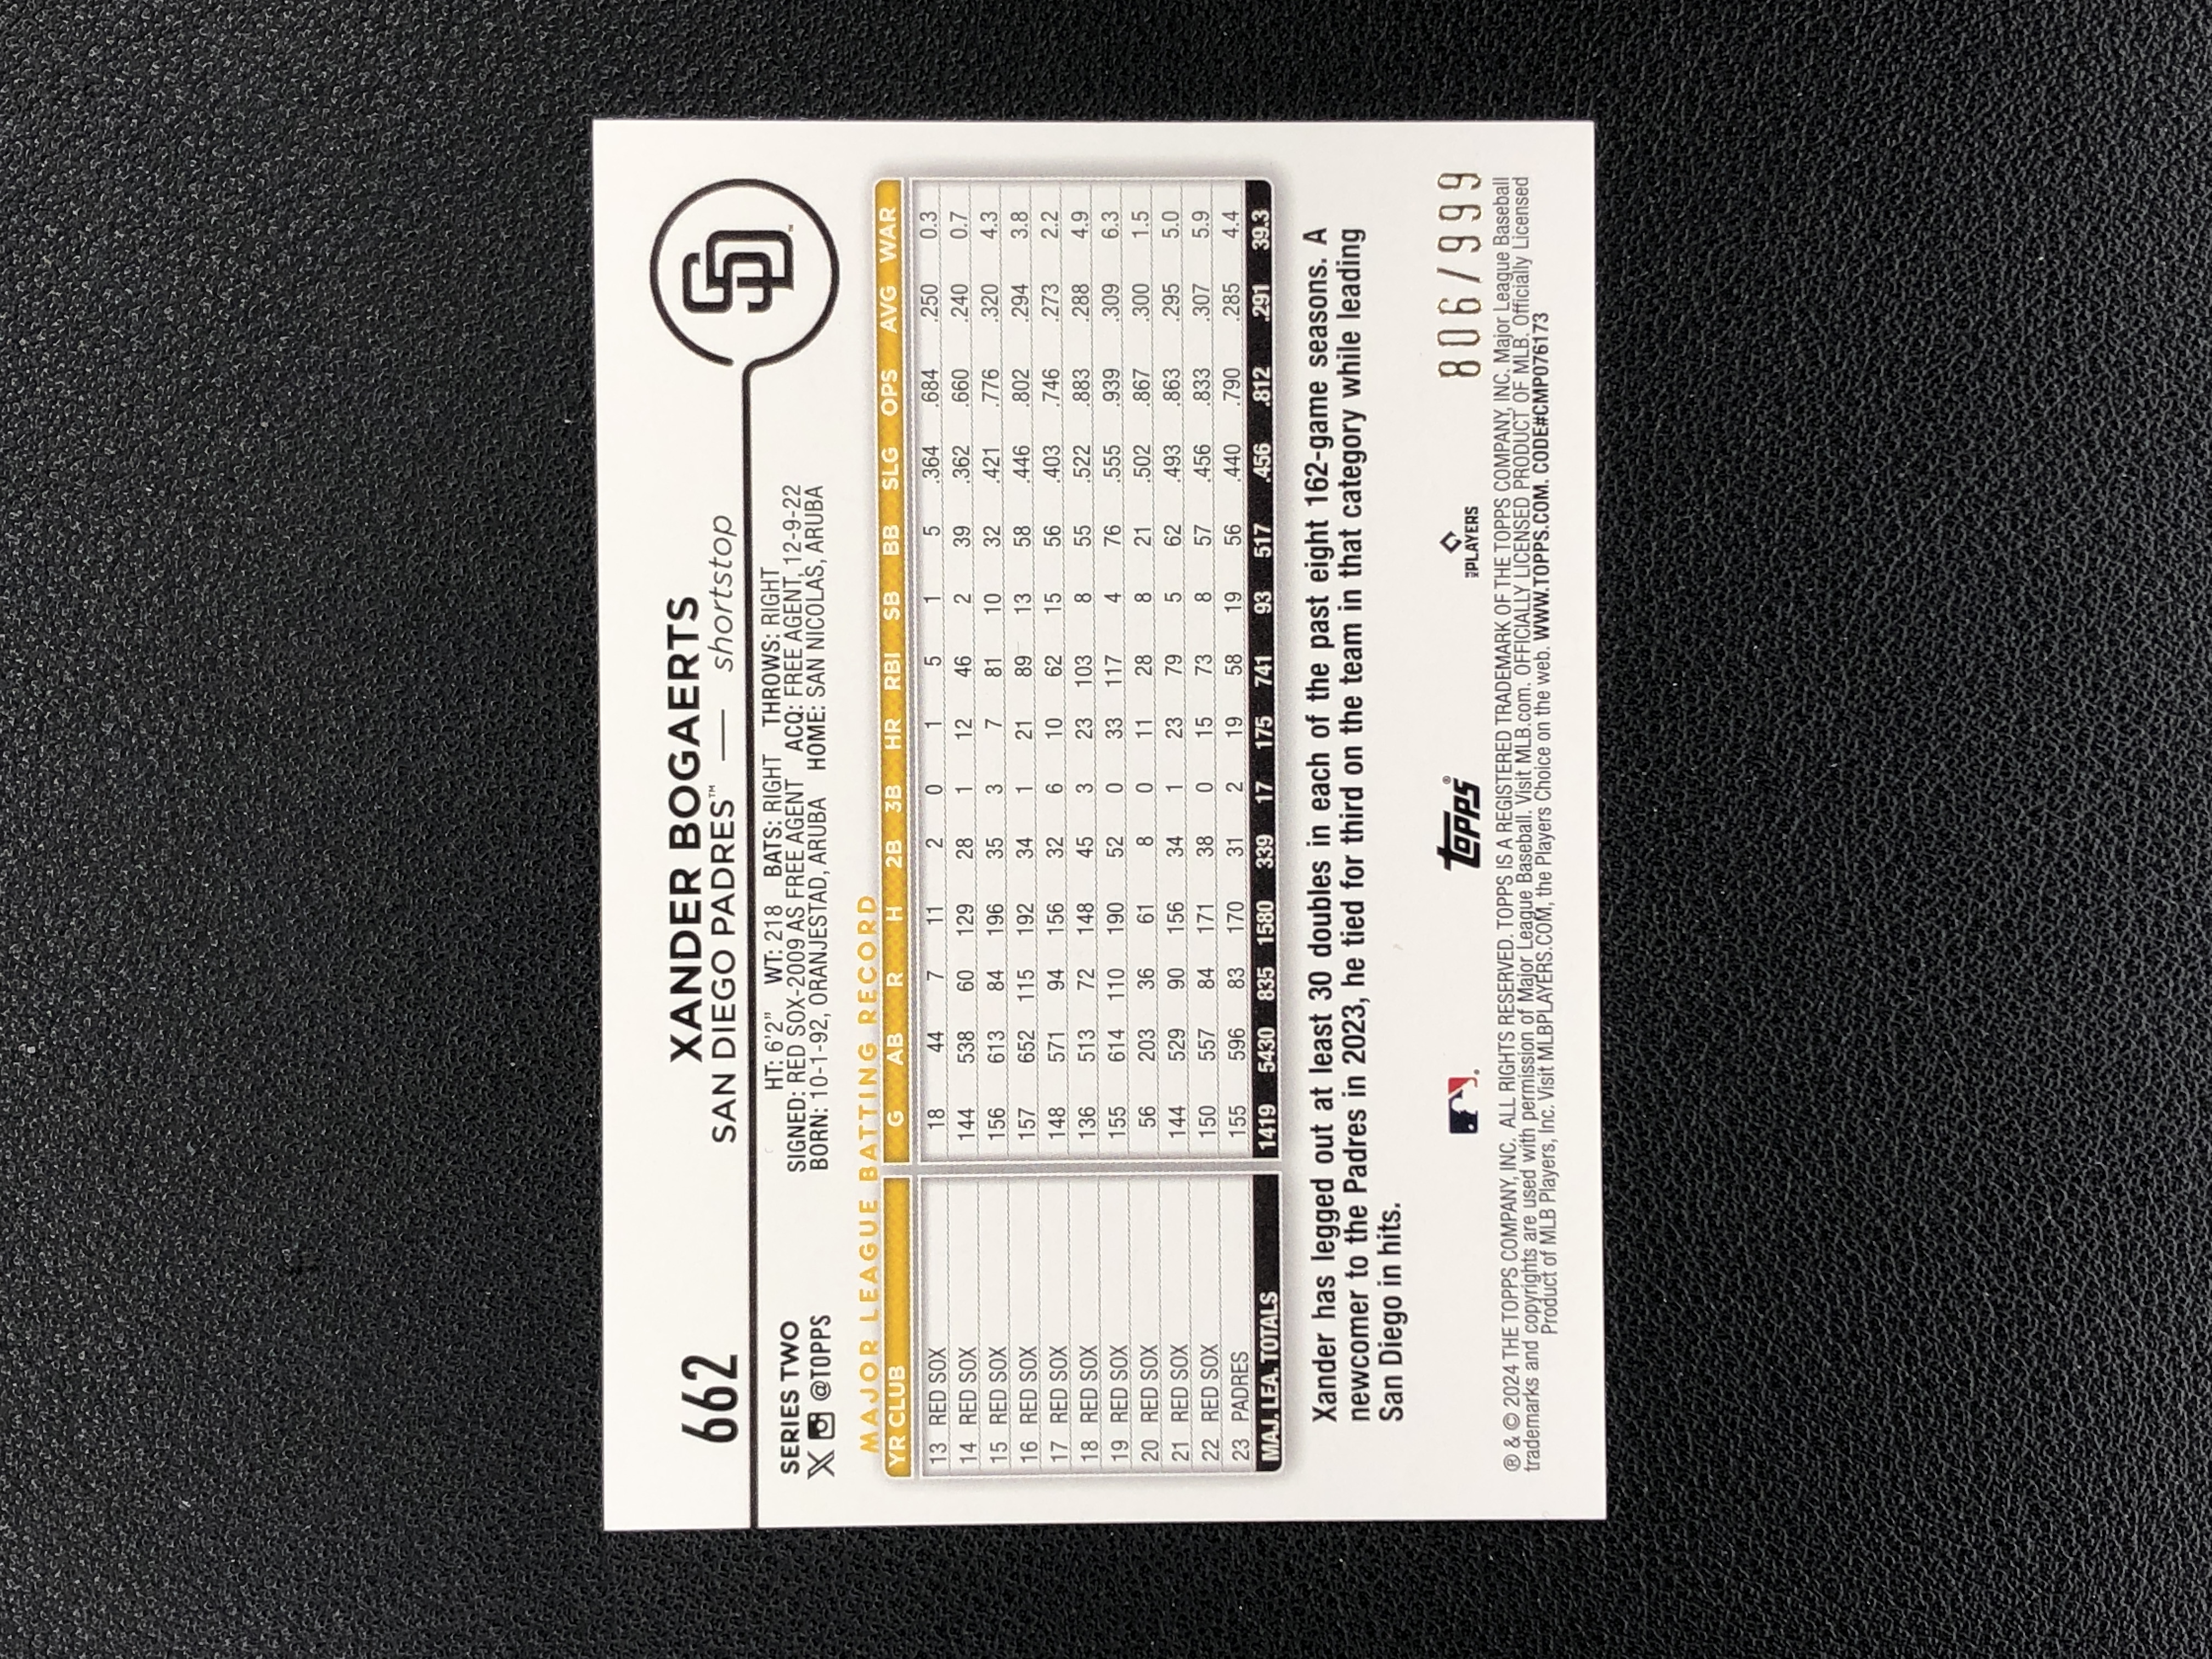 662
XANDER BOGAERTS
SAN DIEGO PADRES™ — shortstop
SD™
SERIES TWO
X @TOPPS
HT: 6'2" WT: 218 BATS: RIGHT THROWS: RIGHT
SIGNED: RED SOX-2009 AS FREE AGENT ACQ: FREE AGENT, 12-9-22
BORN: 10-1-92, ORANJESTAD, ARUBA HOME: SAN NICOLAS, ARUBA
MAJOR LEAGUE BATTING RECORD
YR CLUB G AB R H 2B 3B HR RBI SB BB SLG OPS AVG WAR
13 RED SOX 18 44 7 11 2 0 1 5 1 5 .364 .684 .250 0.3
14 RED SOX 144 538 60 129 28 1 12 46 2 39 .362 .660 .240 0.7
15 RED SOX 156 613 84 196 35 3 7 81 10 32 .421 .776 .320 4.3
16 RED SOX 157 652 115 192 34 1 21 89 13 58 .446 .802 .294 3.8
17 RED SOX 148 571 94 156 32 6 10 62 15 56 .403 .746 .273 2.2
18 RED SOX 136 513 72 148 45 3 23 103 8 55 .522 .883 .288 4.9
19 RED SOX 155 614 110 190 52 0 33 117 4 76 .555 .939 .309 6.3
20 RED SOX 56 203 36 61 8 0 11 28 8 21 .502 .867 .300 1.5
21 RED SOX 144 529 90 156 34 1 23 79 5 62 .493 .863 .295 5.0
22 RED SOX 150 557 84 171 38 0 15 73 8 57 .456 .833 .307 5.9
23 PADRES 155 596 83 170 31 2 19 58 19 56 .440 .790 .285 4.4
MAJ. LEA. TOTALS 1419 5430 835 1580 339 17 175 741 93 517 .456 .812 .291 39.3
Xander has legged out at least 30 doubles in each of the past eight 162-game seasons. A
newcomer to the Padres in 2023, he tied for third on the team in that category while leading
San Diego in hits.
topps®
MLB PLAYERS
806/999
® & © 2024 THE TOPPS COMPANY, INC. ALL RIGHTS RESERVED. TOPPS IS A REGISTERED TRADEMARK OF THE TOPPS COMPANY, INC. Major League Baseball
trademarks and copyrights are used with permission of Major League Baseball. Visit MLB.com. OFFICIALLY LICENSED PRODUCT OF MLB. Officially Licensed
Product of MLB Players, Inc. Visit MLBPLAYERS.COM, the Players Choice on the web. WWW.TOPPS.COM. CODE#CMP076173